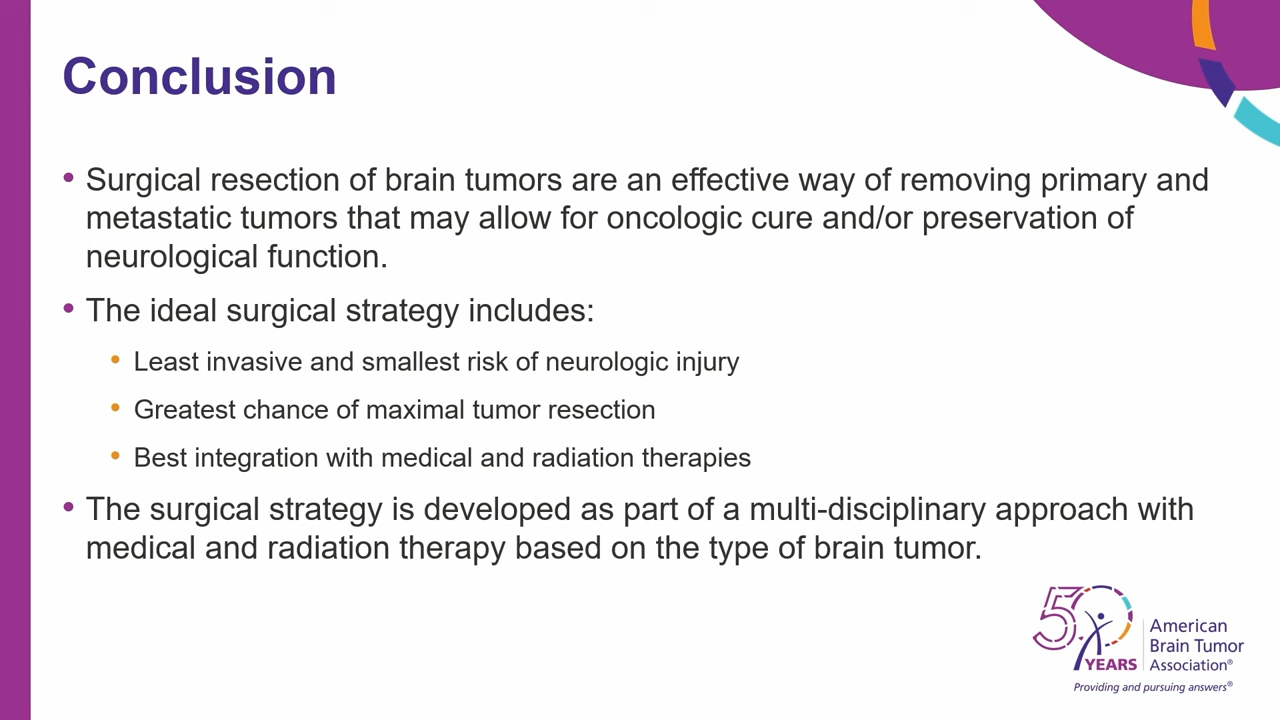 Conclusion
• Surgical resection of brain tumors are an effective way of removing primary and
metastatic tumors that may allow for oncologic cure and/or preservation of
neurological function.
• The ideal surgical strategy includes:
• Least invasive and smallest risk of neurologic injury
• Greatest chance of maximal tumor resection
• Best integration with medical and radiation therapies
• The surgical strategy is developed as part of a multi-disciplinary approach with
medical and radiation therapy based on the type of brain tumor.
50
YEARS
American
Brain Tumor
Association®
Providing and pursuing answers®